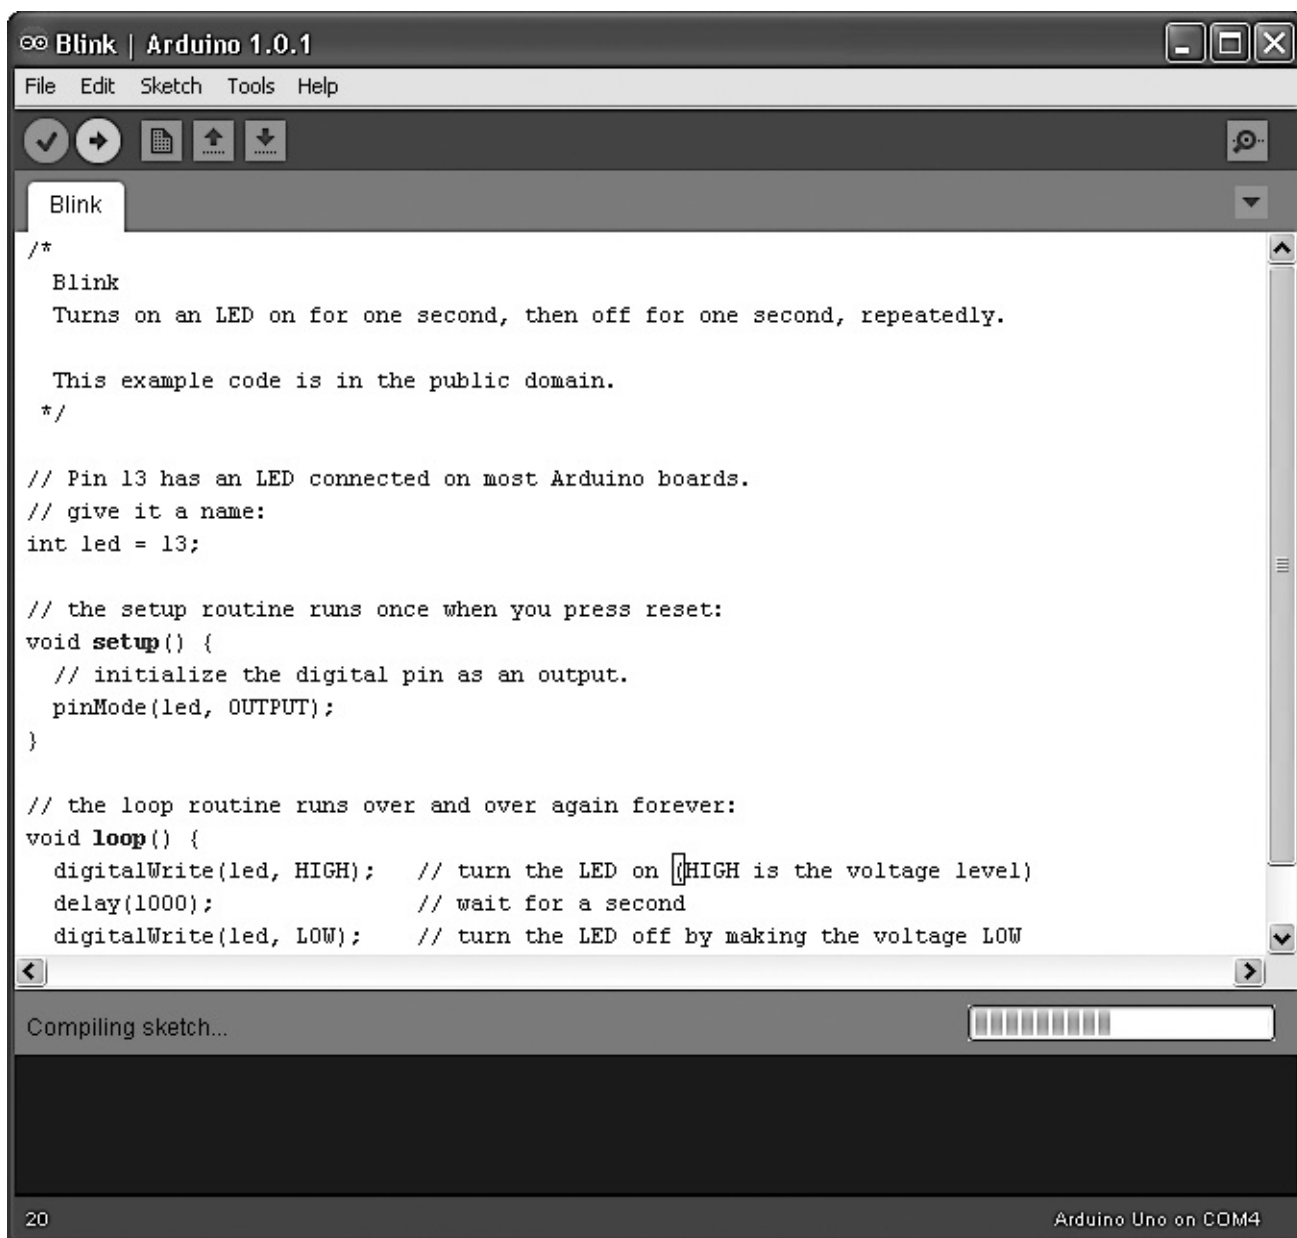 Blink | Arduino 1.0.1
File Edit Sketch Tools Help
Blink
/*
  Blink
  Turns on an LED on for one second, then off for one second, repeatedly.

  This example code is in the public domain.
 */

// Pin 13 has an LED connected on most Arduino boards.
// give it a name:
int led = 13;

// the setup routine runs once when you press reset:
void setup() {
  // initialize the digital pin as an output.
  pinMode(led, OUTPUT);
}

// the loop routine runs over and over again forever:
void loop() {
  digitalWrite(led, HIGH);   // turn the LED on (HIGH is the voltage level)
  delay(1000);               // wait for a second
  digitalWrite(led, LOW);    // turn the LED off by making the voltage LOW
Compiling sketch...
20
Arduino Uno on COM4